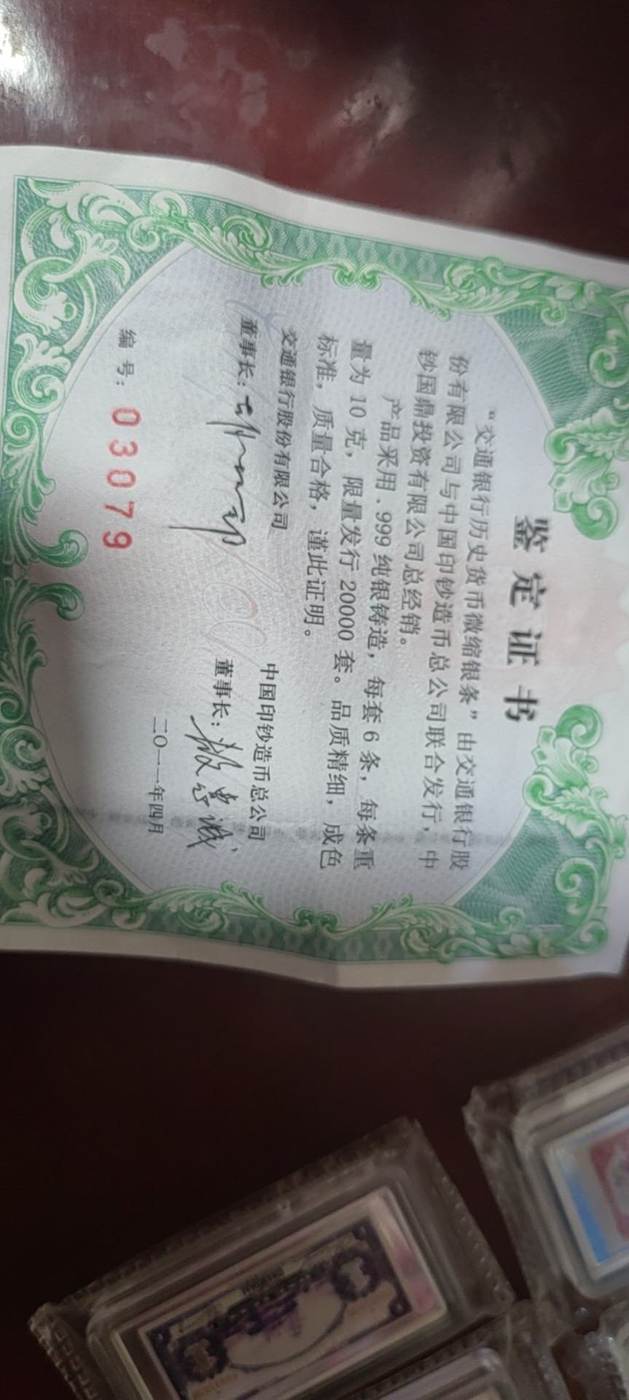 鉴定证书
“交通银行历史货币微缩银条”由交通银行股
份有限公司与中国印钞造币总公司联合发行，中
钞国鼎投资有限公司总经销。
产品采用.999纯银铸造，每套6条，每条重
量为10克，限量发行20000套。品质精细，成色
标准，质量合格，谨此证明。
交通银行股份有限公司
董事长：
中国印钞造币总公司
董事长：
二〇一一年四月
编号：03079